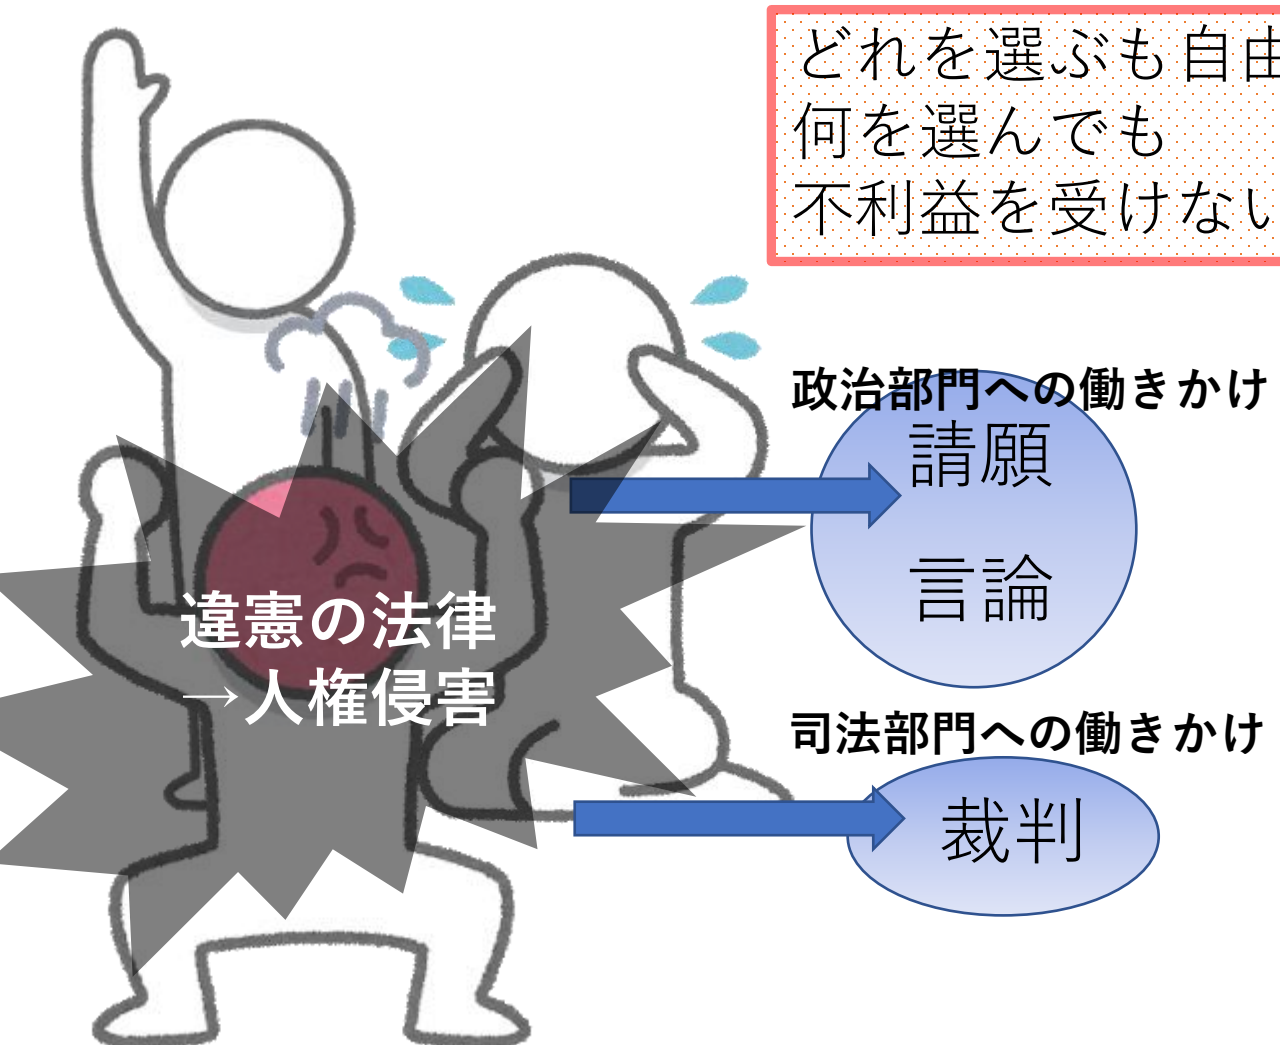 どれを選ぶも自由
何を選んでも
不利益を受けない
政治部門への働きかけ
請願
言論
違憲の法律
→人権侵害
司法部門への働きかけ
裁判